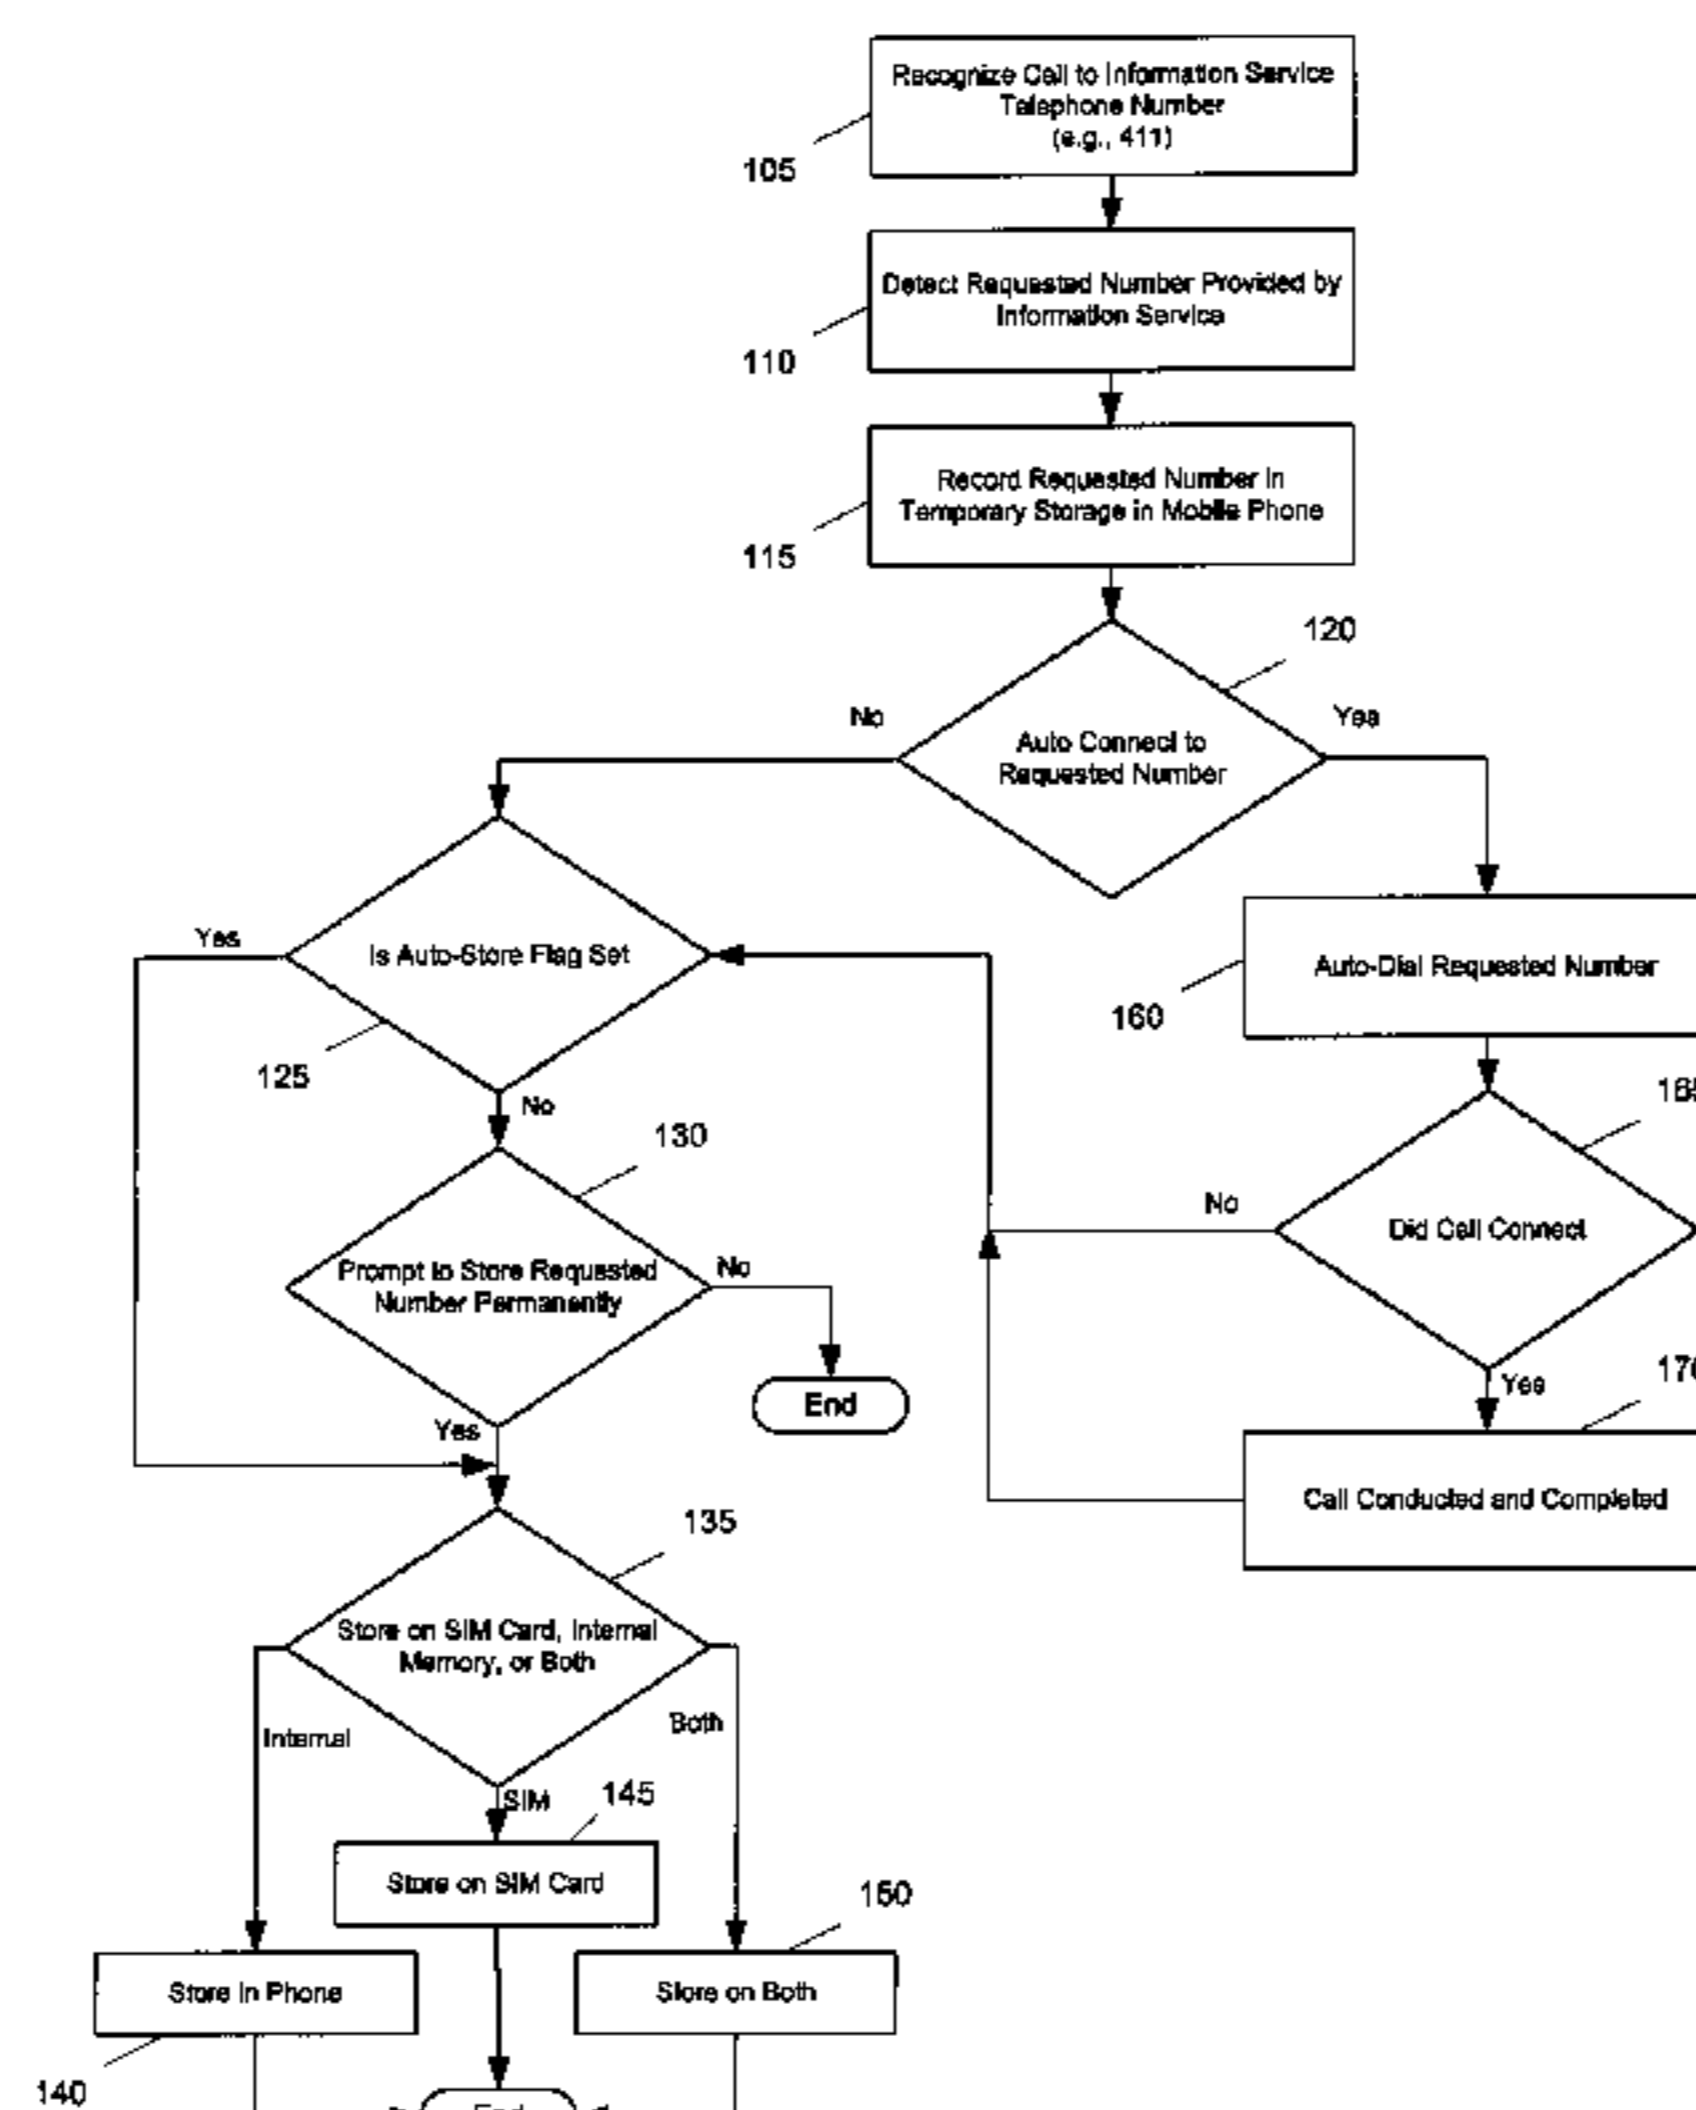 Recognize Call to Information Service
Telephone Number
(e.g., 411)
105
Detect Requested Number Provided by
Information Service
110
Record Requested Number in
Temporary Storage in Mobile Phone
115
120
No
Yes
Auto Connect to
Requested Number
Yes
Is Auto-Store Flag Set
Auto-Dial Requested Number
160
125
No
130
No
Did Call Connect
Prompt to Store Requested
Number Permanently
No
End
Yes
Yes
Call Conducted and Completed
135
Store on SIM Card, Internal
Memory, or Both
Internal
Both
SIM
145
Store on SIM Card
150
Store in Phone
Store on Both
140